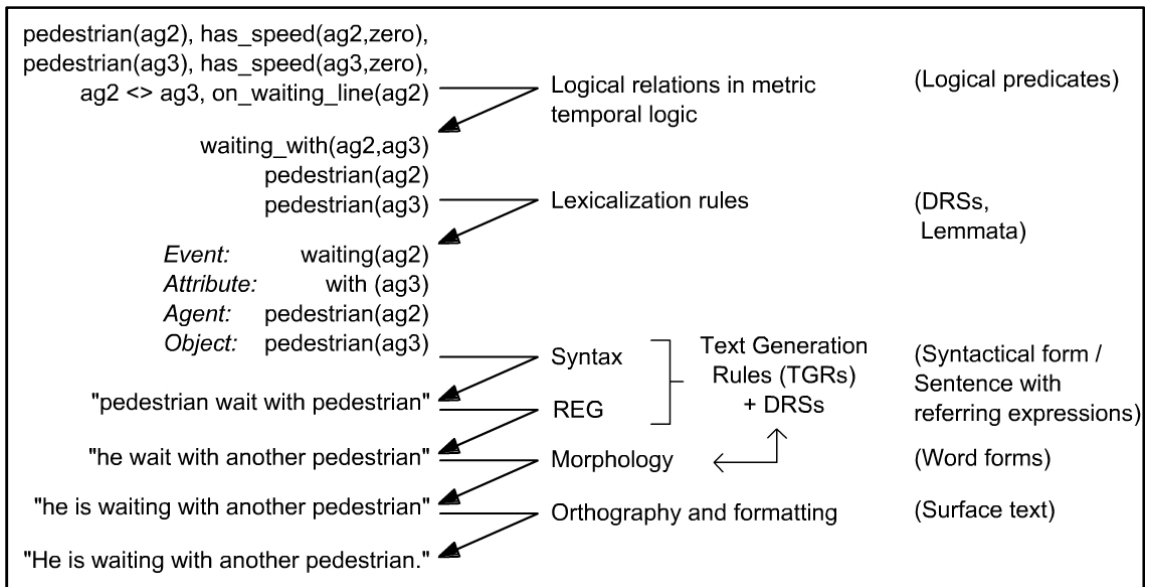 pedestrian(ag2), has_speed(ag2,zero),
pedestrian(ag3), has_speed(ag3,zero),
ag2 <> ag3, on_waiting_line(ag2)
Logical relations in metric
temporal logic
(Logical predicates)
waiting_with(ag2,ag3)
pedestrian(ag2)
pedestrian(ag3)
Lexicalization rules
(DRSs,
Lemmata)
Event: waiting(ag2)
Attribute: with (ag3)
Agent: pedestrian(ag2)
Object: pedestrian(ag3)
Syntax
Text Generation
Rules (TGRs)
+ DRSs
(Syntactical form /
Sentence with
referring expressions)
"pedestrian wait with pedestrian"
REG
"he wait with another pedestrian"
Morphology
(Word forms)
"he is waiting with another pedestrian"
Orthography and formatting
(Surface text)
"He is waiting with another pedestrian."